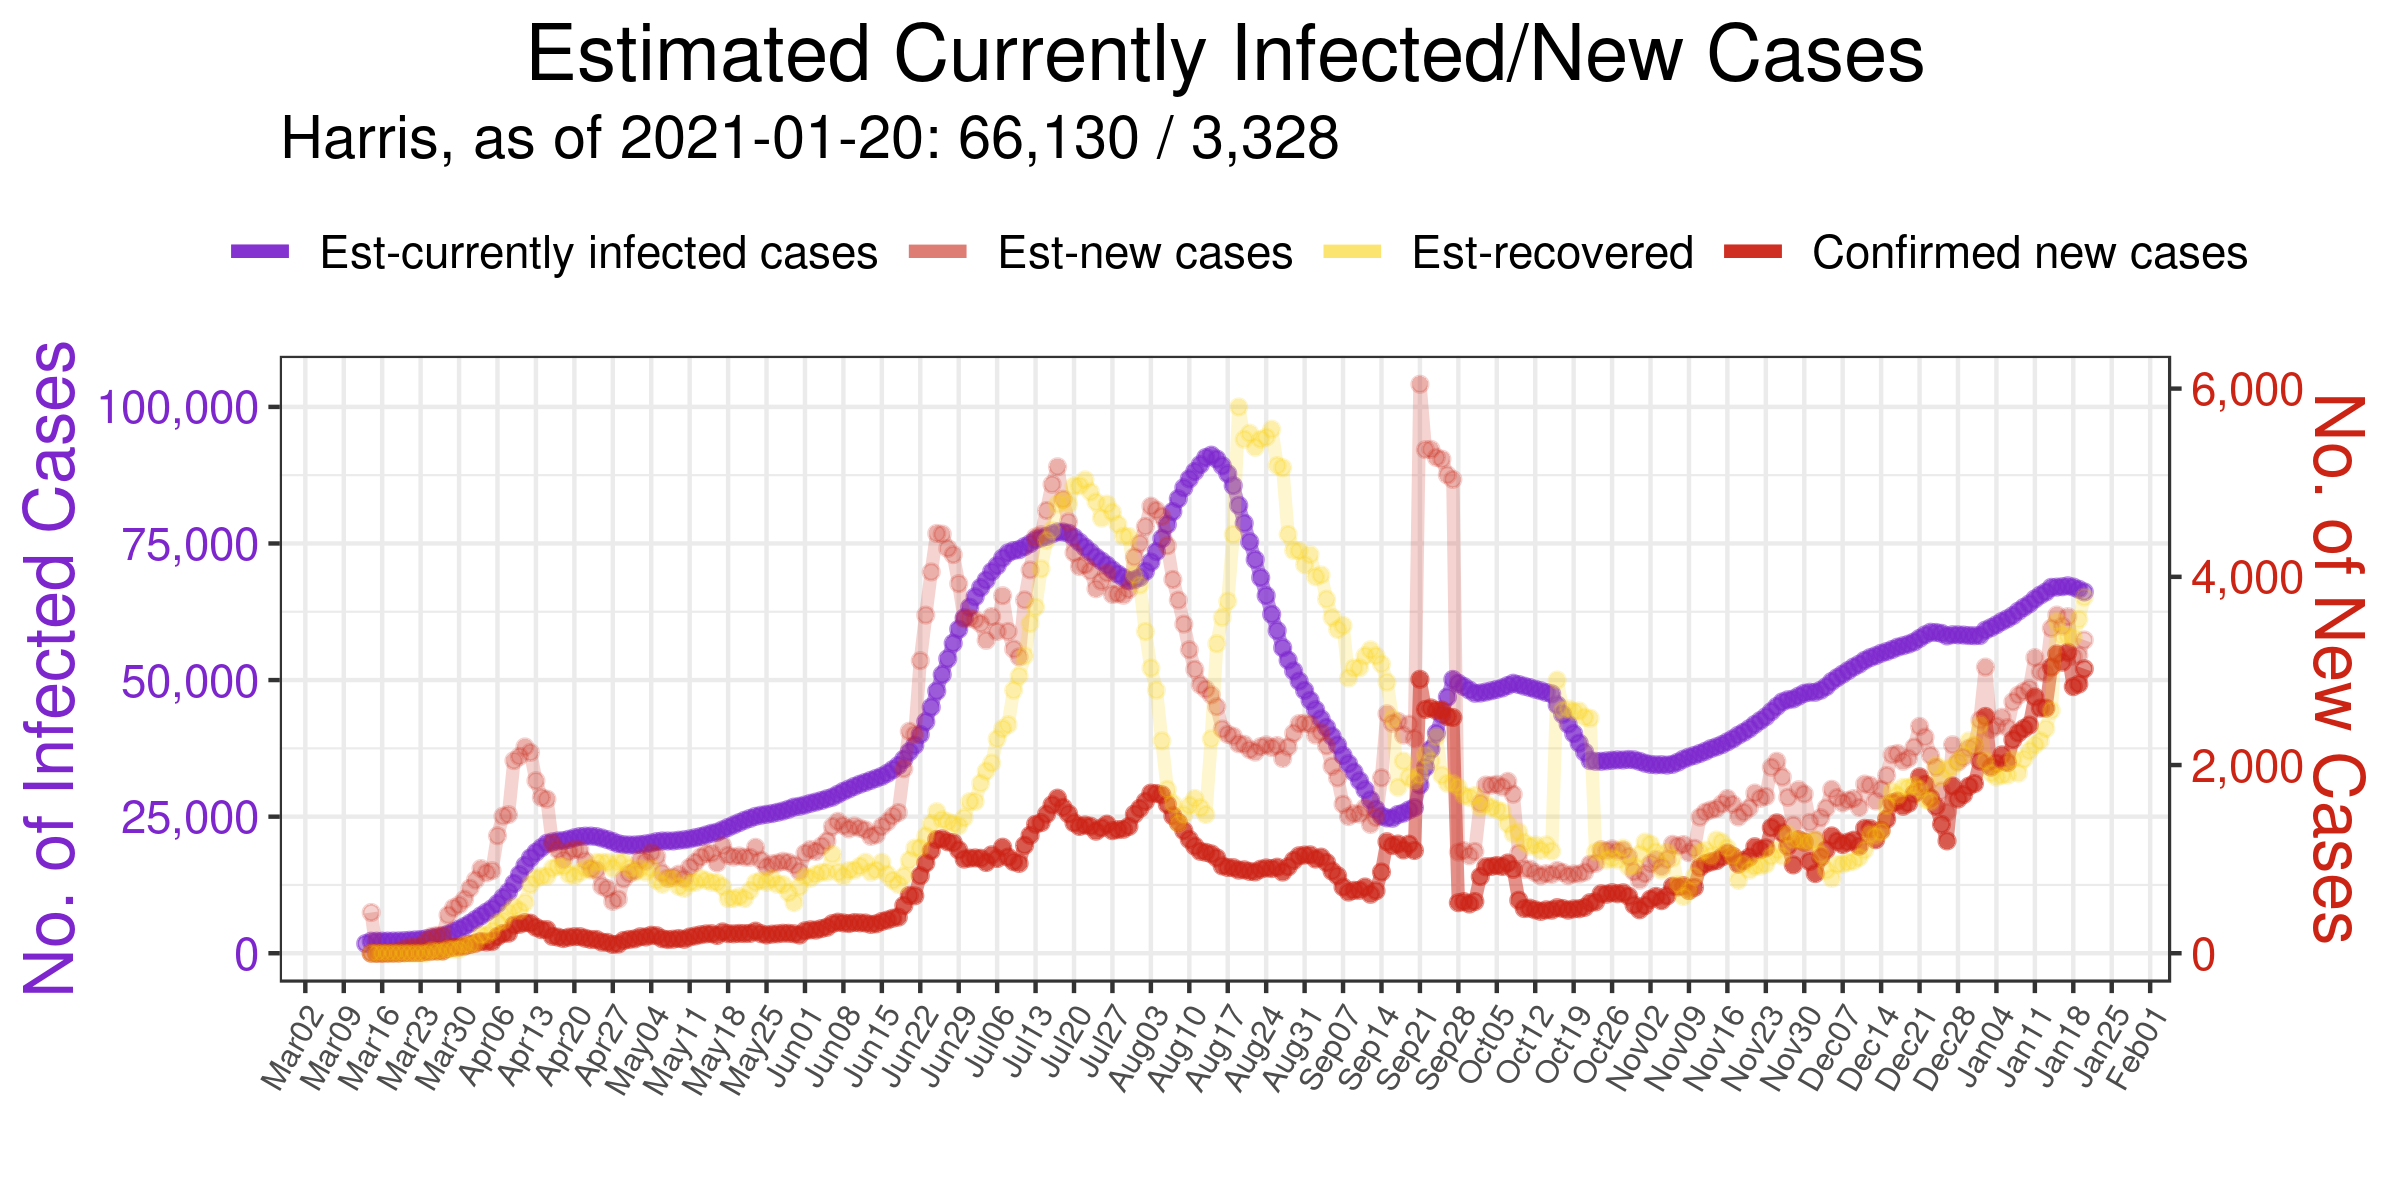 Estimated Currently Infected/New Cases
Harris, as of 2021-01-20: 66,130 / 3,328
Est-currently infected cases Est-new cases Est-recovered Confirmed new cases
No. of Infected Cases
100,000
75,000
50,000
25,000
0
6,000
4,000
2,000
0
No. of New Cases
Mar02 Mar09 Mar16 Mar23 Mar30 Apr06 Apr13 Apr20 Apr27 May04 May11 May18 May25 Jun01 Jun08 Jun15 Jun22 Jun29 Jul06 Jul13 Jul20 Jul27 Aug03 Aug10 Aug17 Aug24 Aug31 Sep07 Sep14 Sep21 Sep28 Oct05 Oct12 Oct19 Oct26 Nov02 Nov09 Nov16 Nov23 Nov30 Dec07 Dec14 Dec21 Dec28 Jan04 Jan11 Jan18 Jan25 Feb01